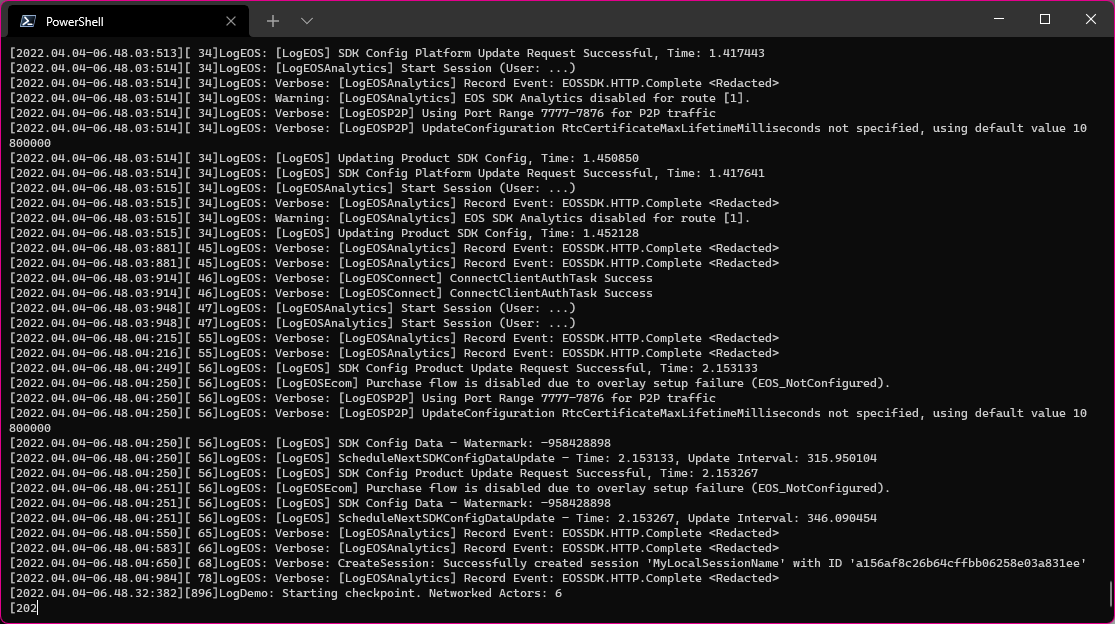 PowerShell
[2022.04.04-06.48.03:513][ 34]LogEOS: [LogEOS] SDK Config Platform Update Request Successful, Time: 1.417443
[2022.04.04-06.48.03:514][ 34]LogEOS: [LogEOSAnalytics] Start Session (User: ...)
[2022.04.04-06.48.03:514][ 34]LogEOS: Verbose: [LogEOSAnalytics] Record Event: EOSSDK.HTTP.Complete <Redacted>
[2022.04.04-06.48.03:514][ 34]LogEOS: Warning: [LogEOSAnalytics] EOS SDK Analytics disabled for route [1].
[2022.04.04-06.48.03:514][ 34]LogEOS: Verbose: [LogEOSP2P] Using Port Range 7777-7876 for P2P traffic
[2022.04.04-06.48.03:514][ 34]LogEOS: Verbose: [LogEOSP2P] UpdateConfiguration RtcCertificateMaxLifetimeMilliseconds not specified, using default value 10
800000
[2022.04.04-06.48.03:514][ 34]LogEOS: [LogEOS] Updating Product SDK Config, Time: 1.450850
[2022.04.04-06.48.03:514][ 34]LogEOS: [LogEOS] SDK Config Platform Update Request Successful, Time: 1.417641
[2022.04.04-06.48.03:515][ 34]LogEOS: [LogEOSAnalytics] Start Session (User: ...)
[2022.04.04-06.48.03:515][ 34]LogEOS: Verbose: [LogEOSAnalytics] Record Event: EOSSDK.HTTP.Complete <Redacted>
[2022.04.04-06.48.03:515][ 34]LogEOS: Warning: [LogEOSAnalytics] EOS SDK Analytics disabled for route [1].
[2022.04.04-06.48.03:515][ 34]LogEOS: [LogEOS] Updating Product SDK Config, Time: 1.452128
[2022.04.04-06.48.03:881][ 45]LogEOS: Verbose: [LogEOSAnalytics] Record Event: EOSSDK.HTTP.Complete <Redacted>
[2022.04.04-06.48.03:881][ 45]LogEOS: Verbose: [LogEOSAnalytics] Record Event: EOSSDK.HTTP.Complete <Redacted>
[2022.04.04-06.48.03:914][ 46]LogEOS: Verbose: [LogEOSConnect] ConnectClientAuthTask Success
[2022.04.04-06.48.03:914][ 46]LogEOS: Verbose: [LogEOSConnect] ConnectClientAuthTask Success
[2022.04.04-06.48.03:948][ 47]LogEOS: [LogEOSAnalytics] Start Session (User: ...)
[2022.04.04-06.48.03:948][ 47]LogEOS: [LogEOSAnalytics] Start Session (User: ...)
[2022.04.04-06.48.04:215][ 55]LogEOS: Verbose: [LogEOSAnalytics] Record Event: EOSSDK.HTTP.Complete <Redacted>
[2022.04.04-06.48.04:216][ 55]LogEOS: Verbose: [LogEOSAnalytics] Record Event: EOSSDK.HTTP.Complete <Redacted>
[2022.04.04-06.48.04:249][ 56]LogEOS: [LogEOS] SDK Config Product Update Request Successful, Time: 2.153133
[2022.04.04-06.48.04:250][ 56]LogEOS: [LogEOSEcom] Purchase flow is disabled due to overlay setup failure (EOS_NotConfigured).
[2022.04.04-06.48.04:250][ 56]LogEOS: Verbose: [LogEOSP2P] Using Port Range 7777-7876 for P2P traffic
[2022.04.04-06.48.04:250][ 56]LogEOS: Verbose: [LogEOSP2P] UpdateConfiguration RtcCertificateMaxLifetimeMilliseconds not specified, using default value 10
800000
[2022.04.04-06.48.04:250][ 56]LogEOS: [LogEOS] SDK Config Data - Watermark: -958428898
[2022.04.04-06.48.04:250][ 56]LogEOS: [LogEOS] ScheduleNextSDKConfigDataUpdate - Time: 2.153133, Update Interval: 315.950104
[2022.04.04-06.48.04:250][ 56]LogEOS: [LogEOS] SDK Config Product Update Request Successful, Time: 2.153267
[2022.04.04-06.48.04:251][ 56]LogEOS: [LogEOSEcom] Purchase flow is disabled due to overlay setup failure (EOS_NotConfigured).
[2022.04.04-06.48.04:251][ 56]LogEOS: [LogEOS] SDK Config Data - Watermark: -958428898
[2022.04.04-06.48.04:251][ 56]LogEOS: [LogEOS] ScheduleNextSDKConfigDataUpdate - Time: 2.153267, Update Interval: 346.090454
[2022.04.04-06.48.04:550][ 65]LogEOS: Verbose: [LogEOSAnalytics] Record Event: EOSSDK.HTTP.Complete <Redacted>
[2022.04.04-06.48.04:583][ 66]LogEOS: Verbose: [LogEOSAnalytics] Record Event: EOSSDK.HTTP.Complete <Redacted>
[2022.04.04-06.48.04:650][ 68]LogEOS: Verbose: CreateSession: Successfully created session 'MyLocalSessionName' with ID 'a156af8c26b64cffbb06258e03a831ee'
[2022.04.04-06.48.04:984][ 78]LogEOS: Verbose: [LogEOSAnalytics] Record Event: EOSSDK.HTTP.Complete <Redacted>
[2022.04.04-06.48.32:382][896]LogDemo: Starting checkpoint. Networked Actors: 6
[202